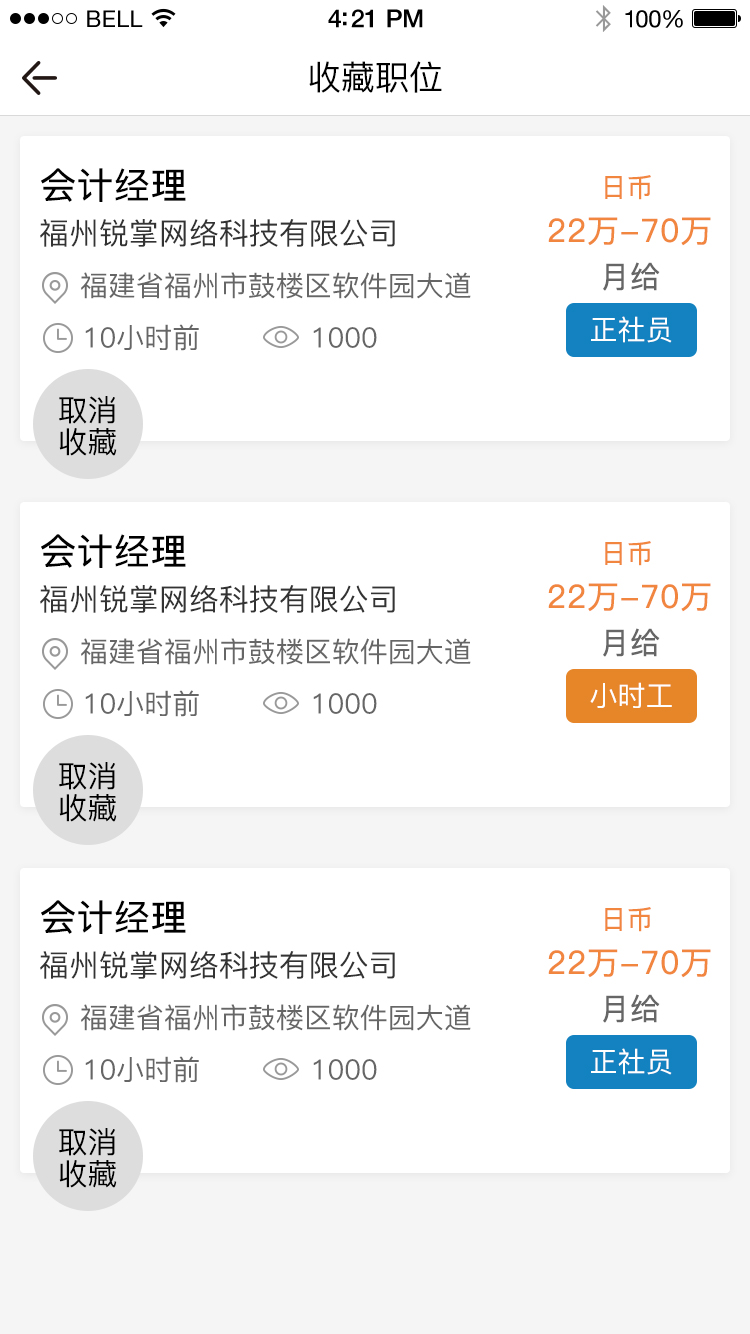 BELL 4:21 PM 100%
收藏职位
会计经理
日币
福州锐掌网络科技有限公司
22万-70万
福建省福州市鼓楼区软件园大道
月给
10小时前 1000
正社员
取消
收藏
会计经理
日币
福州锐掌网络科技有限公司
22万-70万
福建省福州市鼓楼区软件园大道
月给
10小时前 1000
小时工
取消
收藏
会计经理
日币
福州锐掌网络科技有限公司
22万-70万
福建省福州市鼓楼区软件园大道
月给
10小时前 1000
正社员
取消
收藏